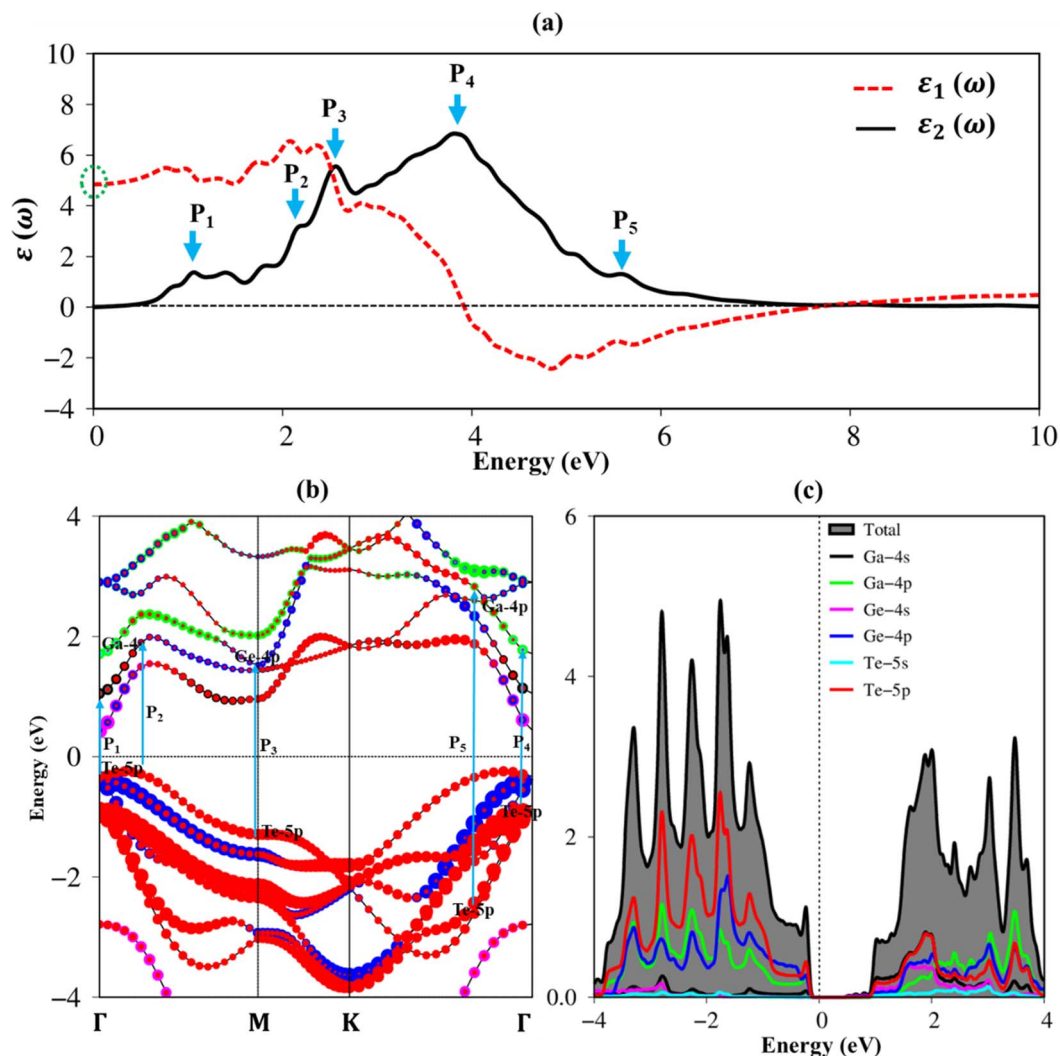 (a)
10
8
6
4
2
0
−2
−4
ε (ω)
P1
P2
P3
P4
P5
ε1 (ω)
ε2 (ω)
0 2 4 6 8 10
Energy (eV)
(b)
4
2
0
−2
−4
Energy (eV)
Ga-4p
Ge-4p
P1
P2
P3
P5
P4
Te-5p
Te-5p
Te-5p
Te-5p
Γ M K Γ
(c)
6
4
2
0.0
Total
Ga−4s
Ga−4p
Ge−4s
Ge−4p
Te−5s
Te−5p
−4 −2 0 2 4
Energy (eV)